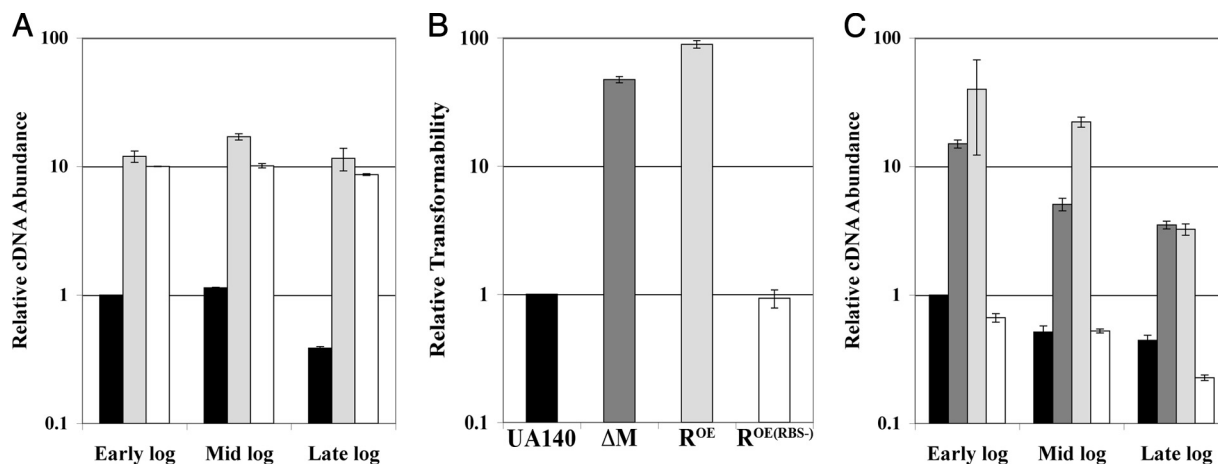 A
Relative cDNA Abundance
100
10
1
0.1
Early log Mid log Late log
B
Relative Transformability
100
10
1
0.1
UA140 ΔM R^OE R^OE(RBS-)
C
Relative cDNA Abundance
100
10
1
0.1
Early log Mid log Late log